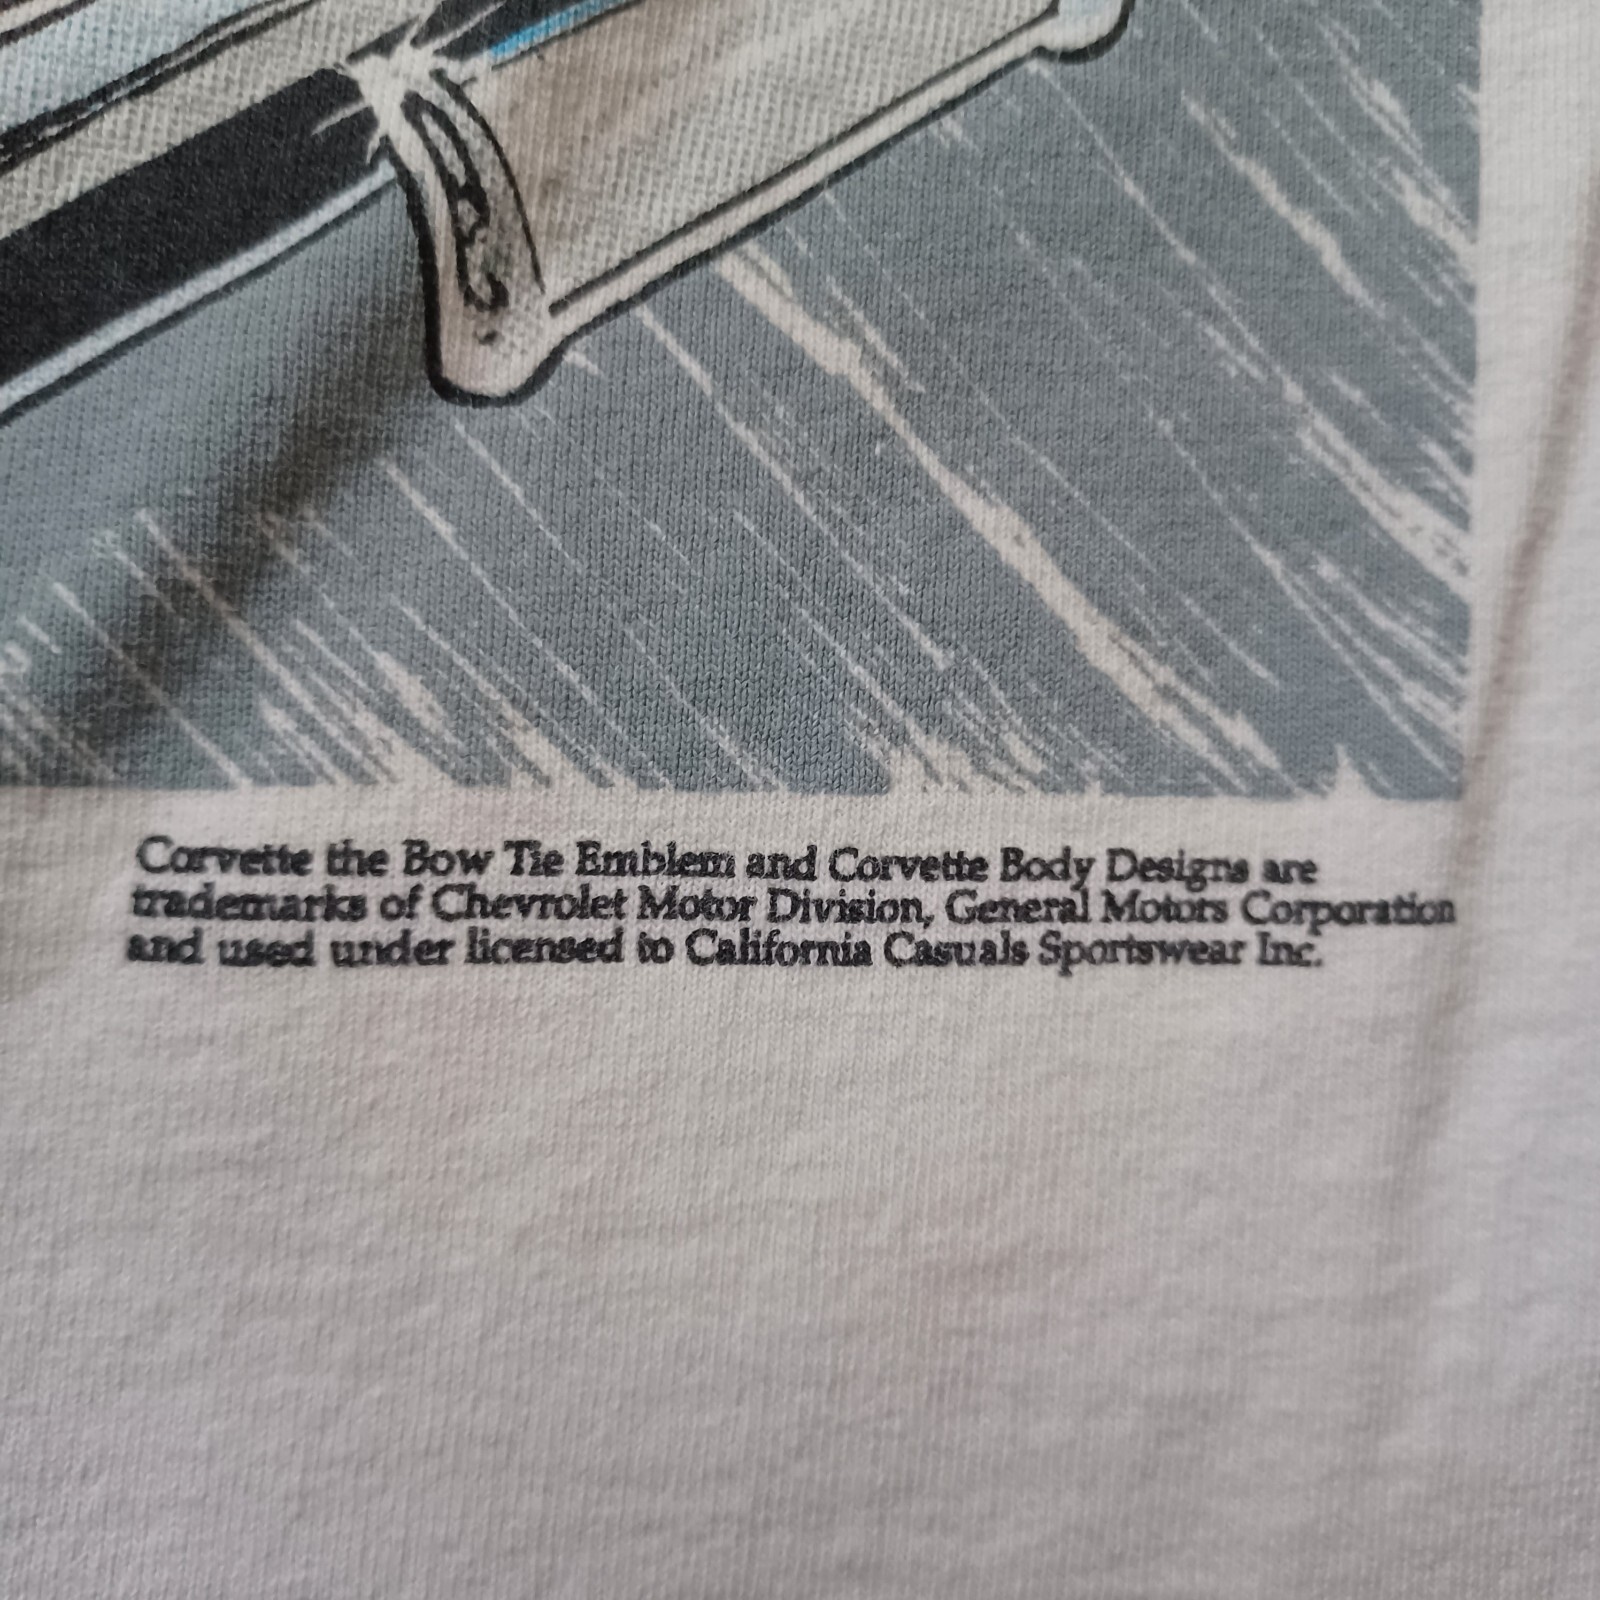 Corvette the Bow Tie Emblem and Corvette Body Designs are
trademarks of Chevrolet Motor Division, General Motors Corporation
and used under licensed to California Casuals Sportswear Inc.